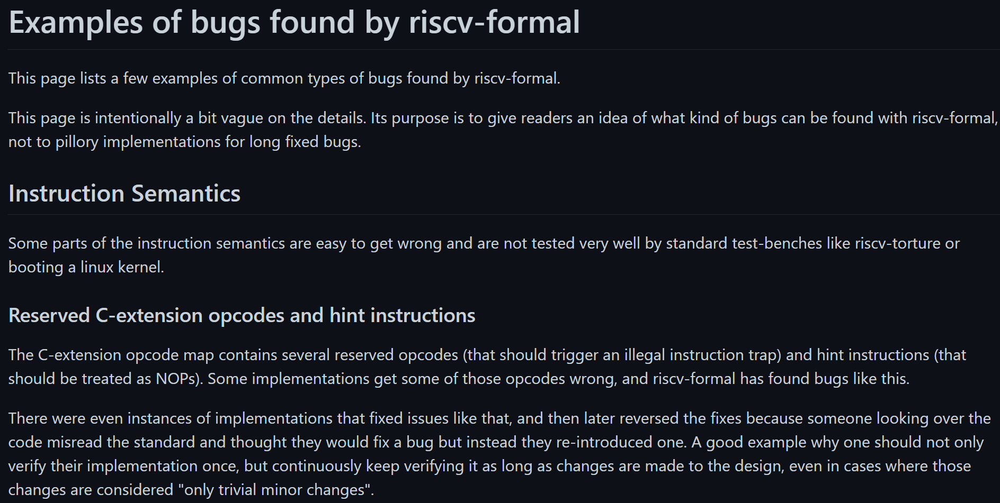 Examples of bugs found by riscv-formal
This page lists a few examples of common types of bugs found by riscv-formal.
This page is intentionally a bit vague on the details. Its purpose is to give readers an idea of what kind of bugs can be found with riscv-formal,
not to pillory implementations for long fixed bugs.
Instruction Semantics
Some parts of the instruction semantics are easy to get wrong and are not tested very well by standard test-benches like riscv-torture or
booting a linux kernel.
Reserved C-extension opcodes and hint instructions
The C-extension opcode map contains several reserved opcodes (that should trigger an illegal instruction trap) and hint instructions (that
should be treated as NOPs). Some implementations get some of those opcodes wrong, and riscv-formal has found bugs like this.
There were even instances of implementations that fixed issues like that, and then later reversed the fixes because someone looking over the
code misread the standard and thought they would fix a bug but instead they re-introduced one. A good example why one should not only
verify their implementation once, but continuously keep verifying it as long as changes are made to the design, even in cases where those
changes are considered "only trivial minor changes".